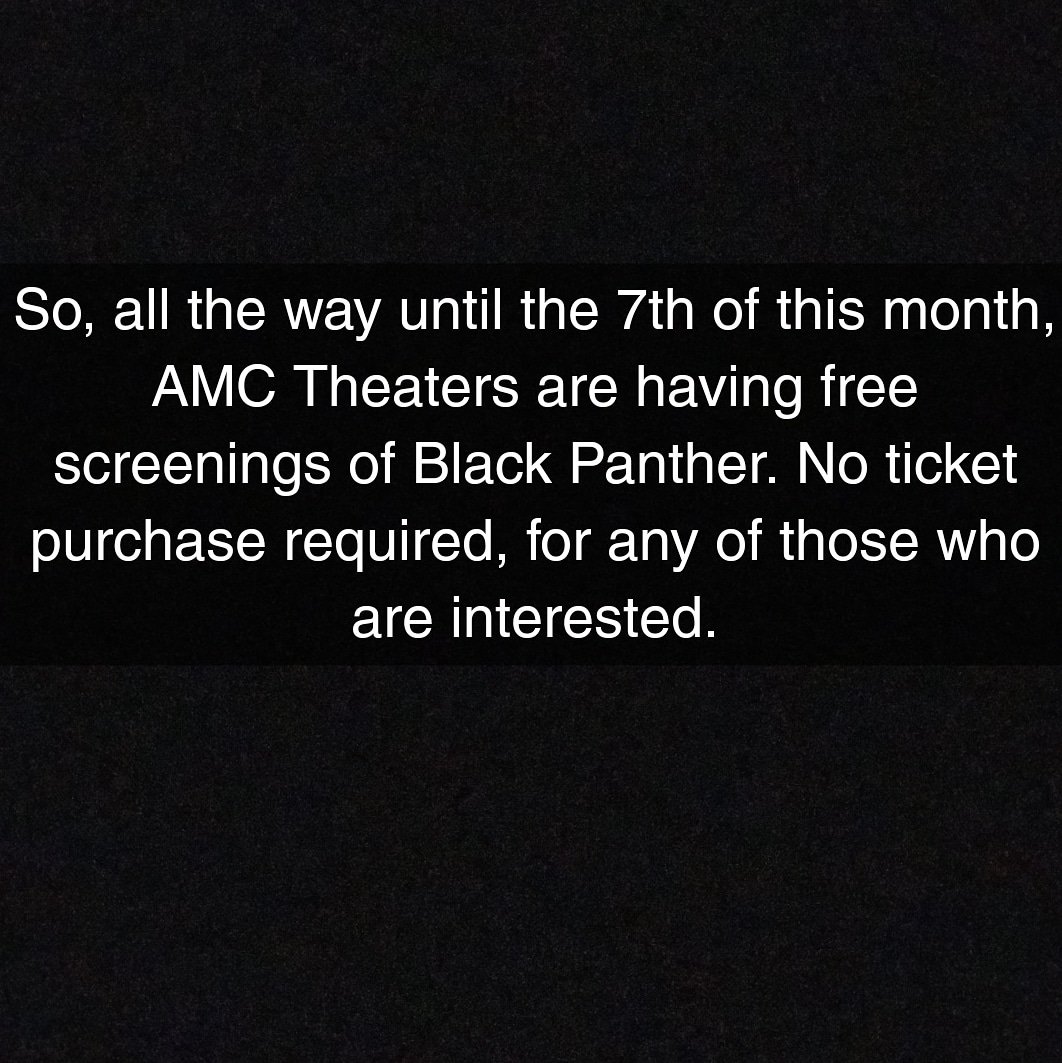 So, all the way until the 7th of this month,
AMC Theaters are having free
screenings of Black Panther. No ticket
purchase required, for any of those who
are interested.